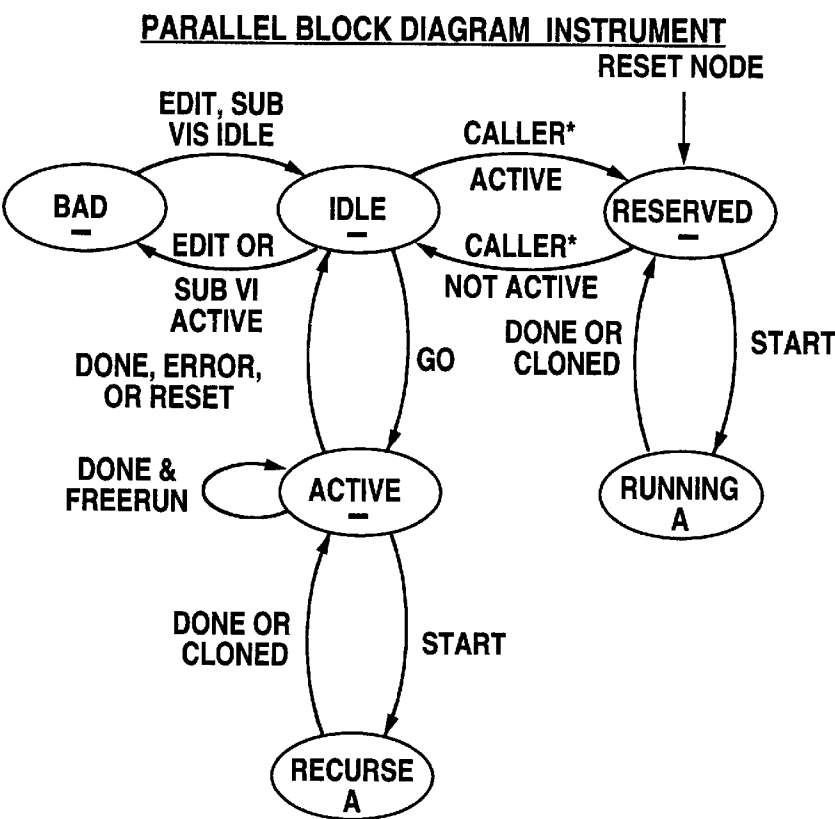 PARALLEL BLOCK DIAGRAM INSTRUMENT
RESET NODE
EDIT, SUB
VIS IDLE
CALLER*
ACTIVE
BAD
–
IDLE
–
RESERVED
–
EDIT OR
SUB VI
ACTIVE
CALLER*
NOT ACTIVE
DONE, ERROR,
OR RESET
GO
DONE OR
CLONED
START
DONE &
FREERUN
ACTIVE
–
RUNNING
A
DONE OR
CLONED
START
RECURSE
A